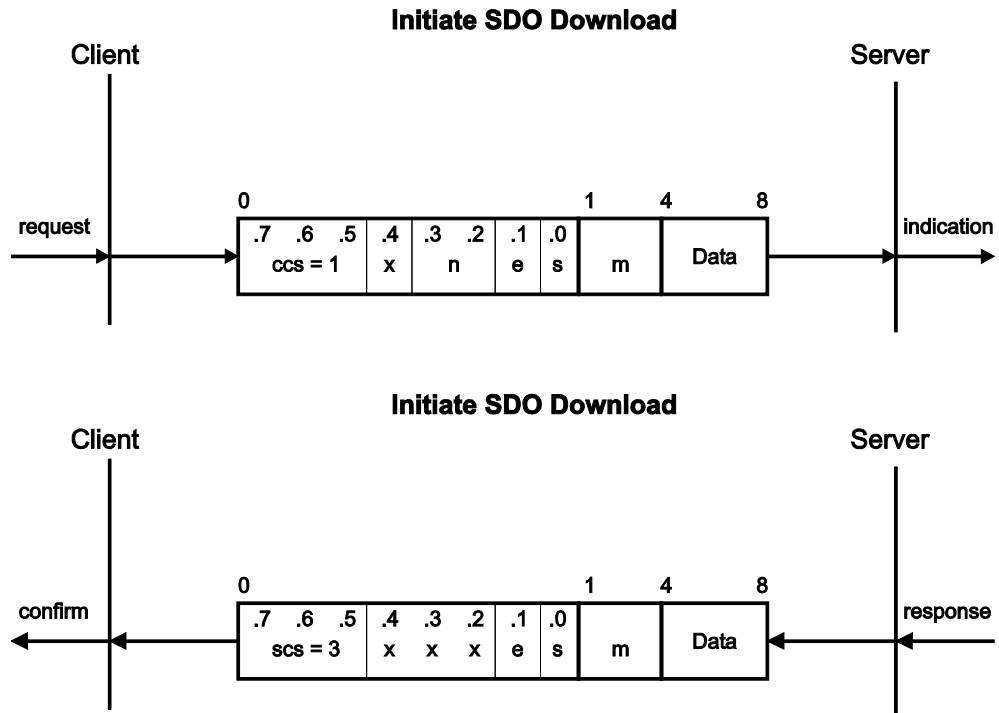 Initiate SDO Download
Client Server
0 1 4 8
request .7 .6 .5 .4 .3 .2 .1 .0 indication
ccs = 1 x n e s m Data
Initiate SDO Download
Client Server
0 1 4 8
confirm .7 .6 .5 .4 .3 .2 .1 .0 response
scs = 3 x x x e s m Data